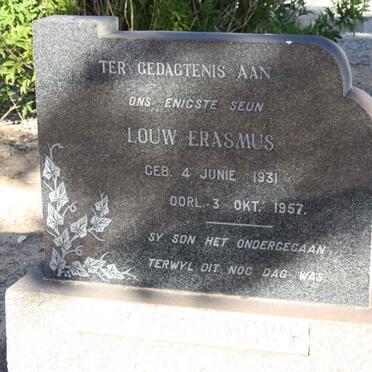 TER GEDAGTENIS AAN
ONS ENIGSTE SEUN
LOUW ERASMUS
GEB. 4 JUNIE 1931
OORL. 3 OKT. 1957.
SY SON HET ONDERGEGAAN
TERWYL DIT NOG DAG WAS